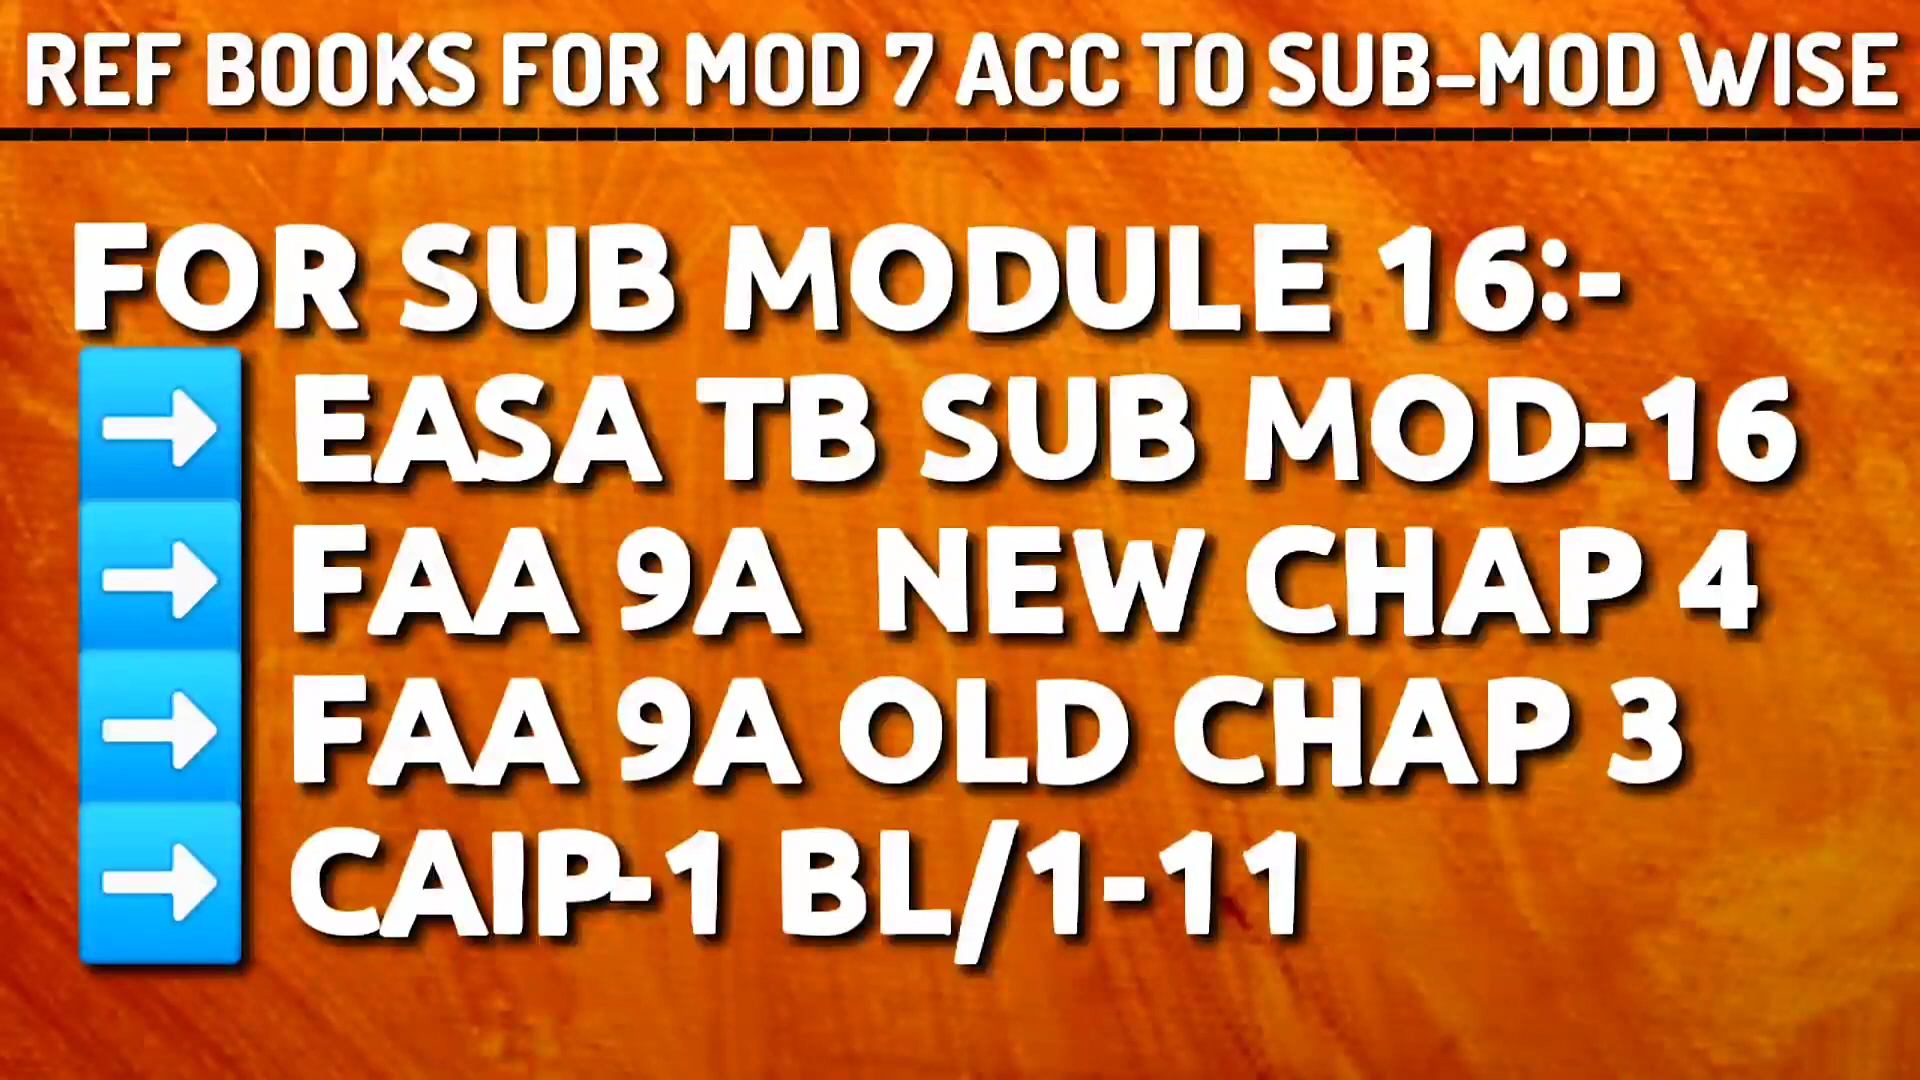 REF BOOKS FOR MOD 7 ACC TO SUB-MOD WISE
FOR SUB MODULE 16:-
➡ EASA TB SUB MOD-16
➡ FAA 9A NEW CHAP 4
➡ FAA 9A OLD CHAP 3
➡ CAIP-1 BL/1-11